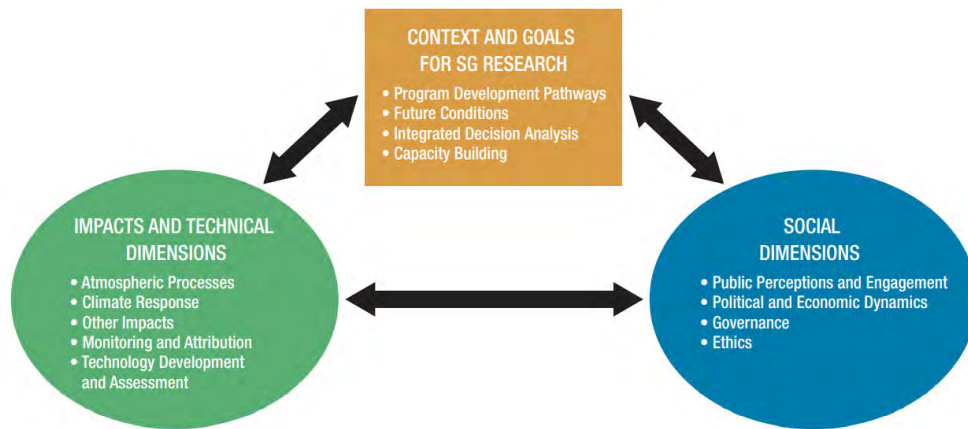 CONTEXT AND GOALS
FOR SG RESEARCH
• Program Development Pathways
• Future Conditions
• Integrated Decision Analysis
• Capacity Building
IMPACTS AND TECHNICAL
DIMENSIONS
• Atmospheric Processes
• Climate Response
• Other Impacts
• Monitoring and Attribution
• Technology Development
and Assessment
SOCIAL
DIMENSIONS
• Public Perceptions and Engagement
• Political and Economic Dynamics
• Governance
• Ethics